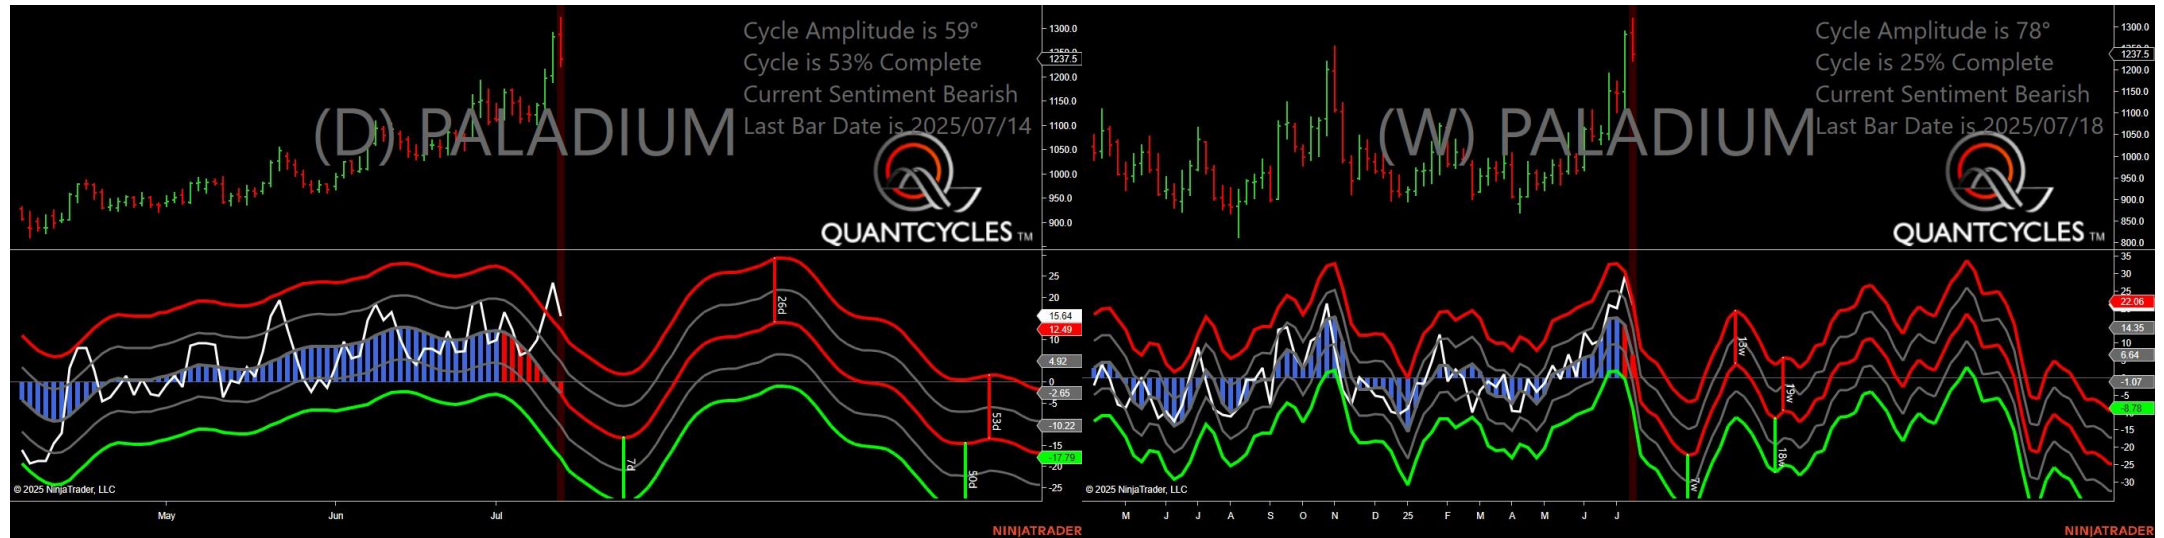 Cycle Amplitude is 59°
Cycle is 53% Complete
Current Sentiment Bearish
Last Bar Date is 2025/07/14
(D) PALADIUM
QUANTCYCLES TM
1300.0
1237.5
1200.0
1150.0
1100.0
1050.0
1000.0
950.0
900.0
25
20
15.64
12.49
10
4.92
0
-2.65
-5
-10.22
-15
-17.79
-20
-25
26d
7d
53d
50d
© 2025 NinjaTrader, LLC
May Jun Jul
NINJATRADER
Cycle Amplitude is 78°
Cycle is 25% Complete
Current Sentiment Bearish
Last Bar Date is 2025/07/18
(W) PALADIUM
QUANTCYCLES TM
1300.0
1237.5
1200.0
1150.0
1100.0
1050.0
1000.0
950.0
900.0
850.0
800.0
35
30
25
22.06
14.35
10
6.64
-1.07
-5
-8.78
-15
-20
-25
-30
15w
19w
18w
7w
© 2025 NinjaTrader, LLC
M J J A S O N D 25 F M A M J J
NINJATRADER